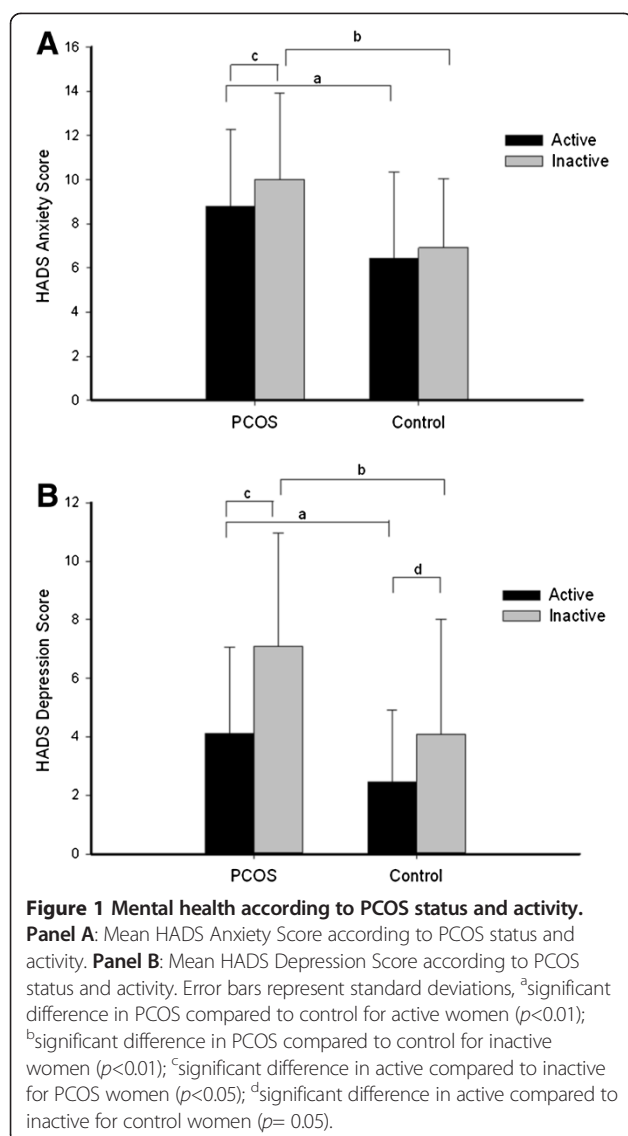 A
16
14
12
10
8
6
4
2
0
HADS Anxiety Score
c
a
b
Active
Inactive
PCOS
Control
B
12
10
8
6
4
2
0
HADS Depression Score
c
a
b
d
Active
Inactive
PCOS
Control
Figure 1 Mental health according to PCOS status and activity.
Panel A: Mean HADS Anxiety Score according to PCOS status and
activity. Panel B: Mean HADS Depression Score according to PCOS
status and activity. Error bars represent standard deviations, ᵃsignificant
difference in PCOS compared to control for active women (p<0.01);
ᵇsignificant difference in PCOS compared to control for inactive
women (p<0.01); ᶜsignificant difference in active compared to inactive
for PCOS women (p<0.05); ᵈsignificant difference in active compared to
inactive for control women (p= 0.05).